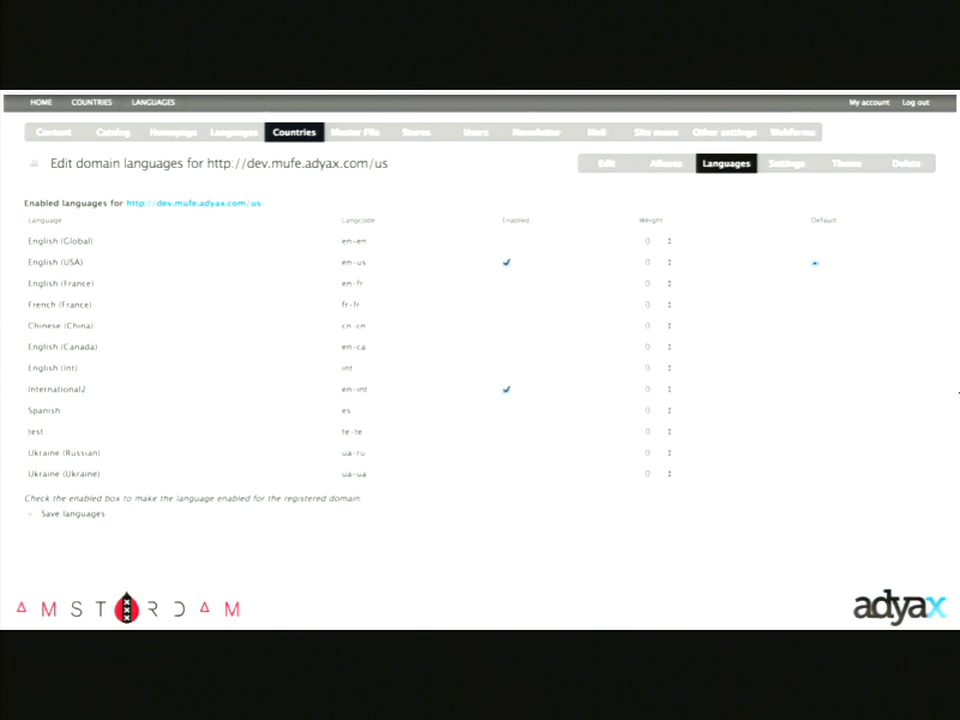 HOME COUNTRIES LANGUAGES My account Log out
Content Catalog Homepage Languages Countries Master File Stores Users Newsletter Mail Site menu Other settings Webforms
Edit domain languages for http://dev.mufe.adyax.com/us
Edit Aliases Languages Settings Theme Delete
Enabled languages for http://dev.mufe.adyax.com/us
Language Langcode Enabled Weight Default
English (Global) en-en 0
English (USA) en-us 0
English (France) en-fr 0
French (France) fr-fr 0
Chinese (China) cn-cn 0
English (Canada) en-ca 0
English (Int) int 0
International2 en-int 0
Spanish es 0
test te-te 0
Ukraine (Russian) ua-ru 0
Ukraine (Ukraine) ua-ua 0
Check the enabled box to make the language enabled for the registered domain.
Save languages
AMSTERDAM
adyax